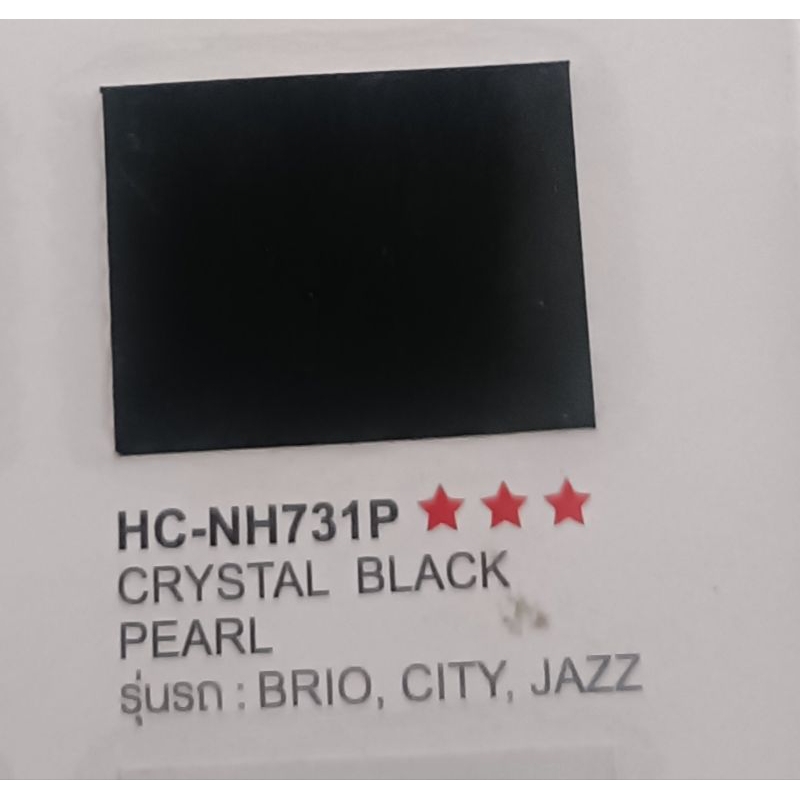 HC-NH731P ★ ★ ★
CRYSTAL BLACK
PEARL
รุ่นรถ : BRIO, CITY, JAZZ